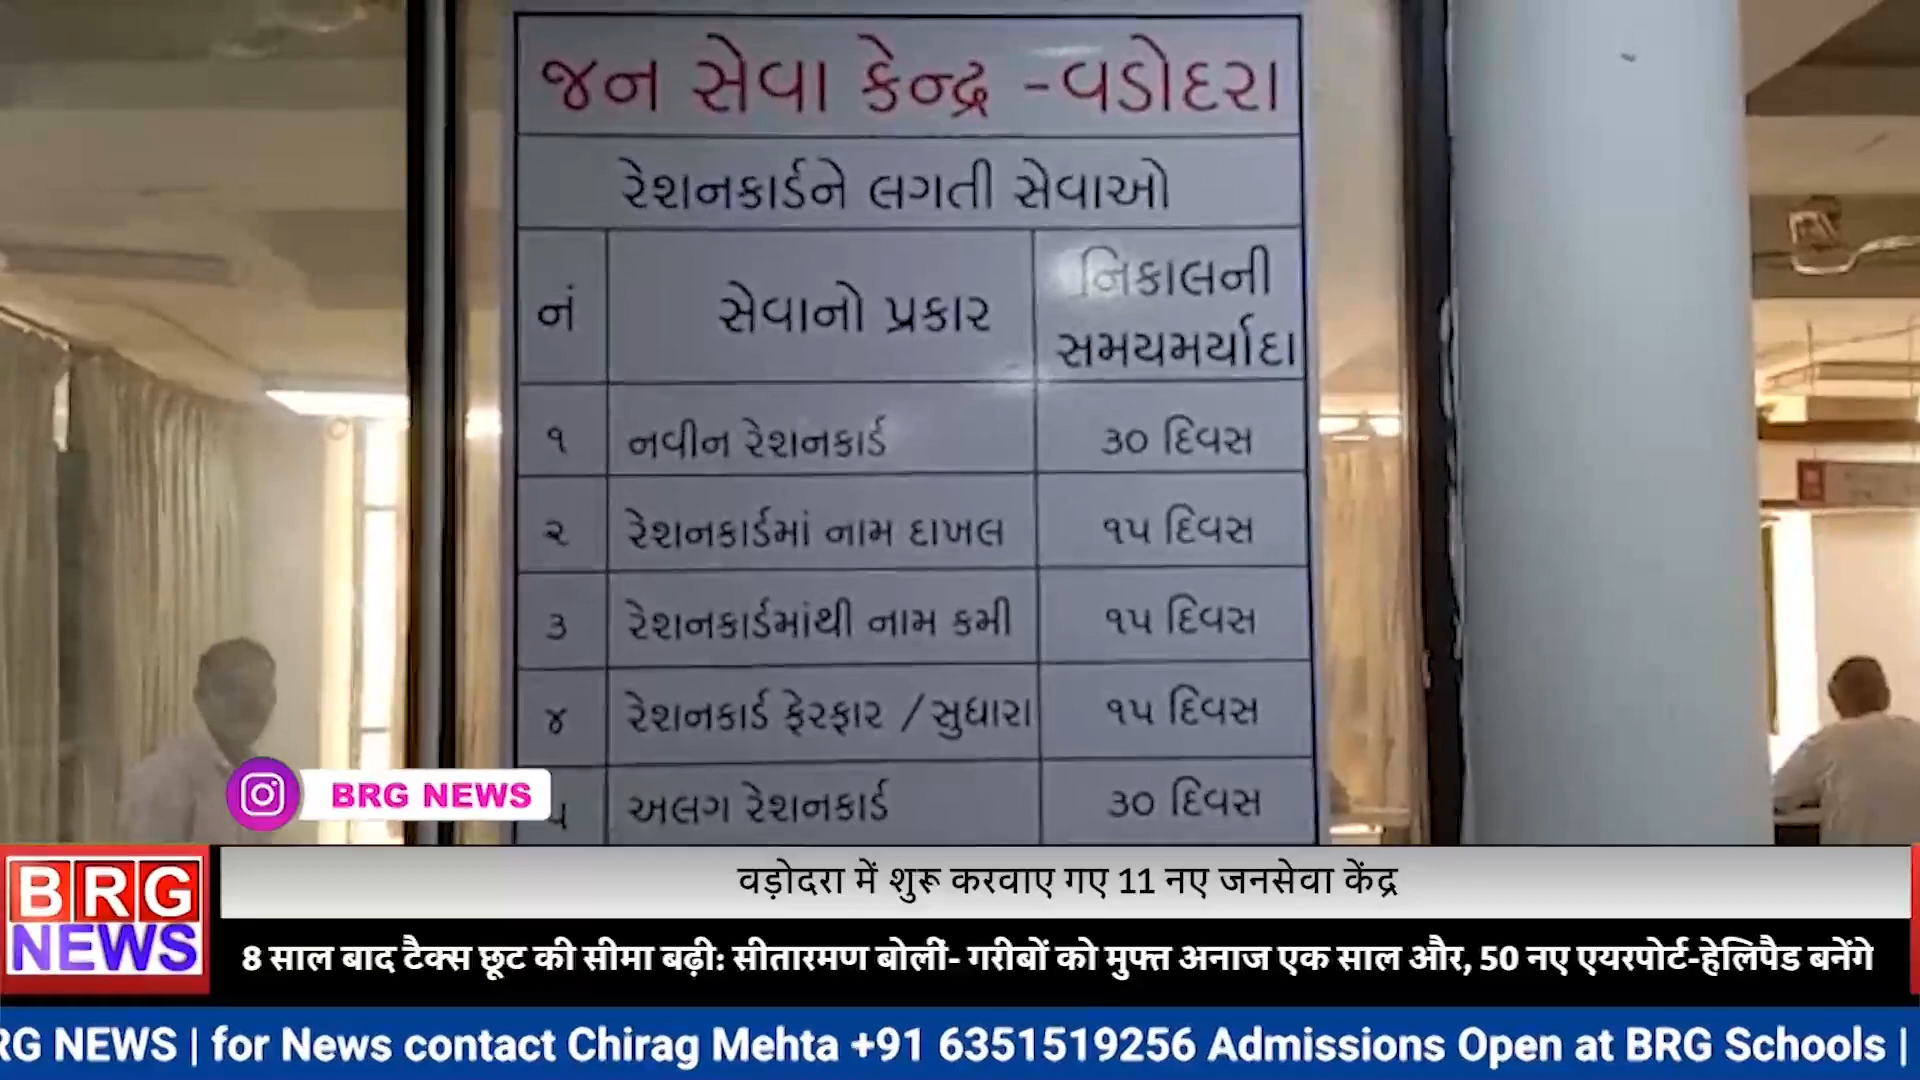 જન સેવા કેન્દ્ર -વડોદરા
રેશનકાર્ડને લગતી સેવાઓ
નં સેવાનો પ્રકાર નિકાલની સમયમર્યાદા
૧ નવીન રેશનકાર્ડ ૩૦ દિવસ
૨ રેશનકાર્ડમાં નામ દાખલ ૧૫ દિવસ
૩ રેશનકાર્ડમાંથી નામ કમી ૧૫ દિવસ
૪ રેશનકાર્ડ ફેરફાર /સુધારા ૧૫ દિવસ
૫ અલગ રેશનકાર્ડ ૩૦ દિવસ
BRG NEWS
BRG
NEWS
वड़ोदरा में शुरू करवाए गए 11 नए जनसेवा केंद्र
8 साल बाद टैक्स छूट की सीमा बढ़ी: सीतारमण बोलीं- गरीबों को मुफ्त अनाज एक साल और, 50 नए एयरपोर्ट-हेलिपैड बनेंगे
RG NEWS | for News contact Chirag Mehta +91 6351519256 Admissions Open at BRG Schools |